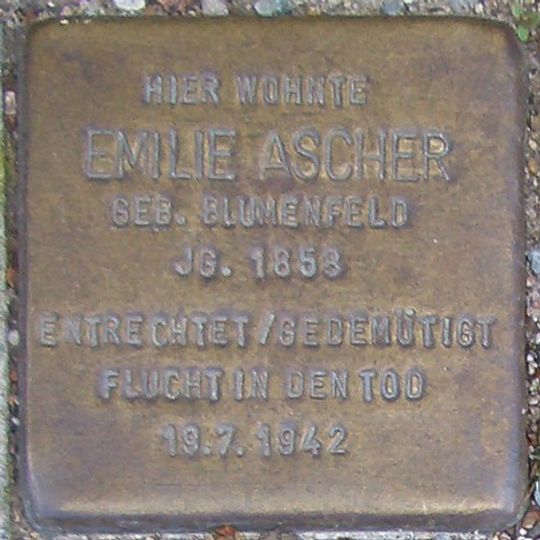 HIER WOHNTE
EMILIE ASCHER
GEB. BLUMENFELD
JG. 1858
ENTRECHTET/GEDEMÜTIGT
FLUCHT IN DEN TOD
19.7.1942